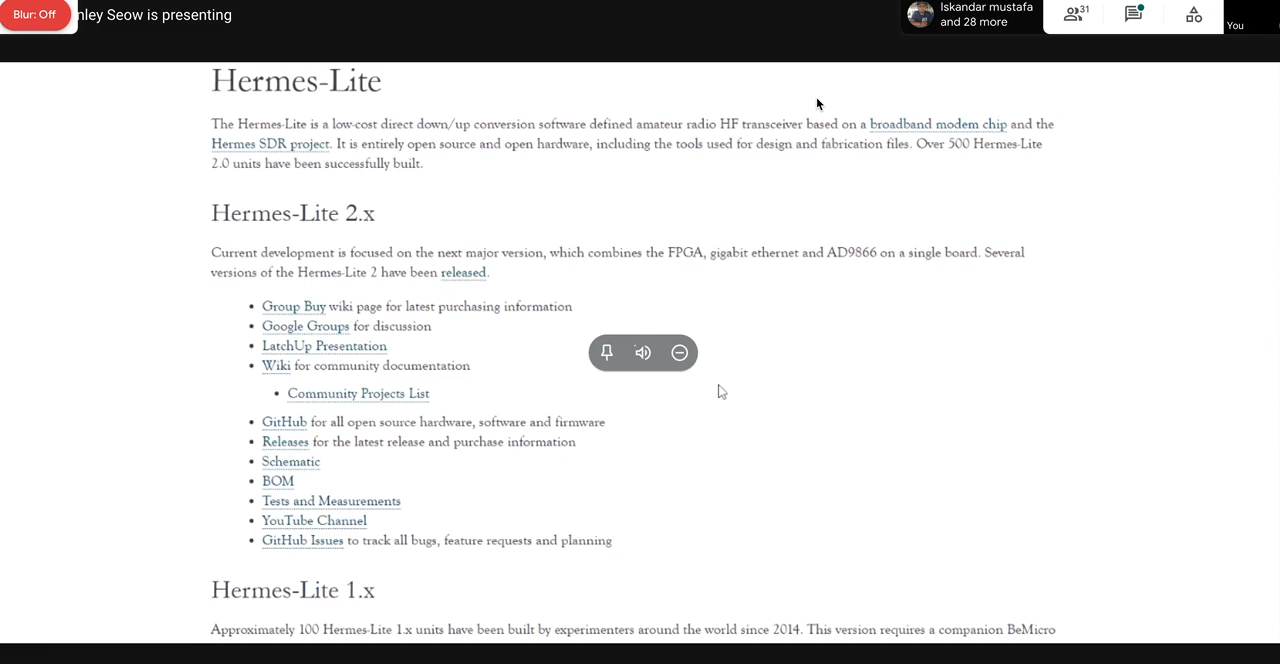 Blur: Off
nley Seow is presenting
Iskandar mustafa
and 28 more
31
You
Hermes-Lite
The Hermes-Lite is a low-cost direct down/up conversion software defined amateur radio HF transceiver based on a broadband modem chip and the
Hermes SDR project. It is entirely open source and open hardware, including the tools used for design and fabrication files. Over 500 Hermes-Lite
2.0 units have been successfully built.
Hermes-Lite 2.x
Current development is focused on the next major version, which combines the FPGA, gigabit ethernet and AD9866 on a single board. Several
versions of the Hermes-Lite 2 have been released.
• Group Buy wiki page for latest purchasing information
• Google Groups for discussion
• LatchUp Presentation
• Wiki for community documentation
• Community Projects List
• GitHub for all open source hardware, software and firmware
• Releases for the latest release and purchase information
• Schematic
• BOM
• Tests and Measurements
• YouTube Channel
• GitHub Issues to track all bugs, feature requests and planning
Hermes-Lite 1.x
Approximately 100 Hermes-Lite 1.x units have been built by experimenters around the world since 2014. This version requires a companion BeMicro